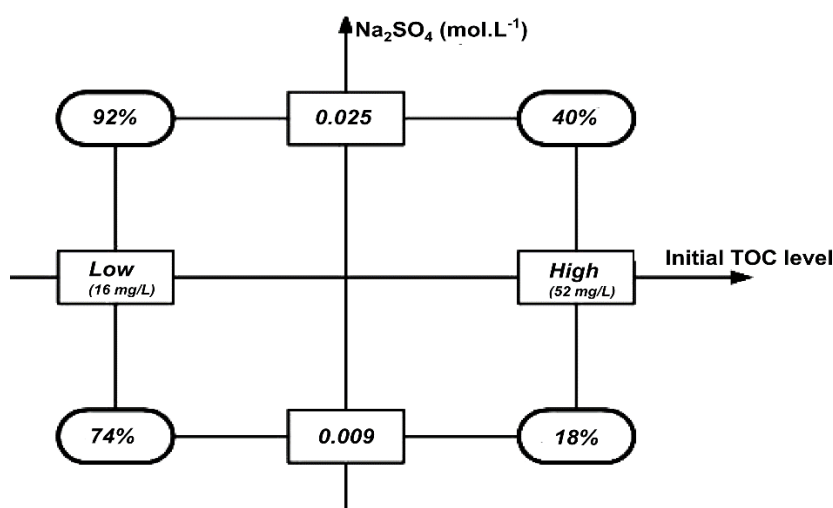 Na₂SO₄ (mol.L⁻¹)
92%
0.025
40%
Low
(16 mg/L)
High
(52 mg/L)
Initial TOC level
74%
0.009
18%